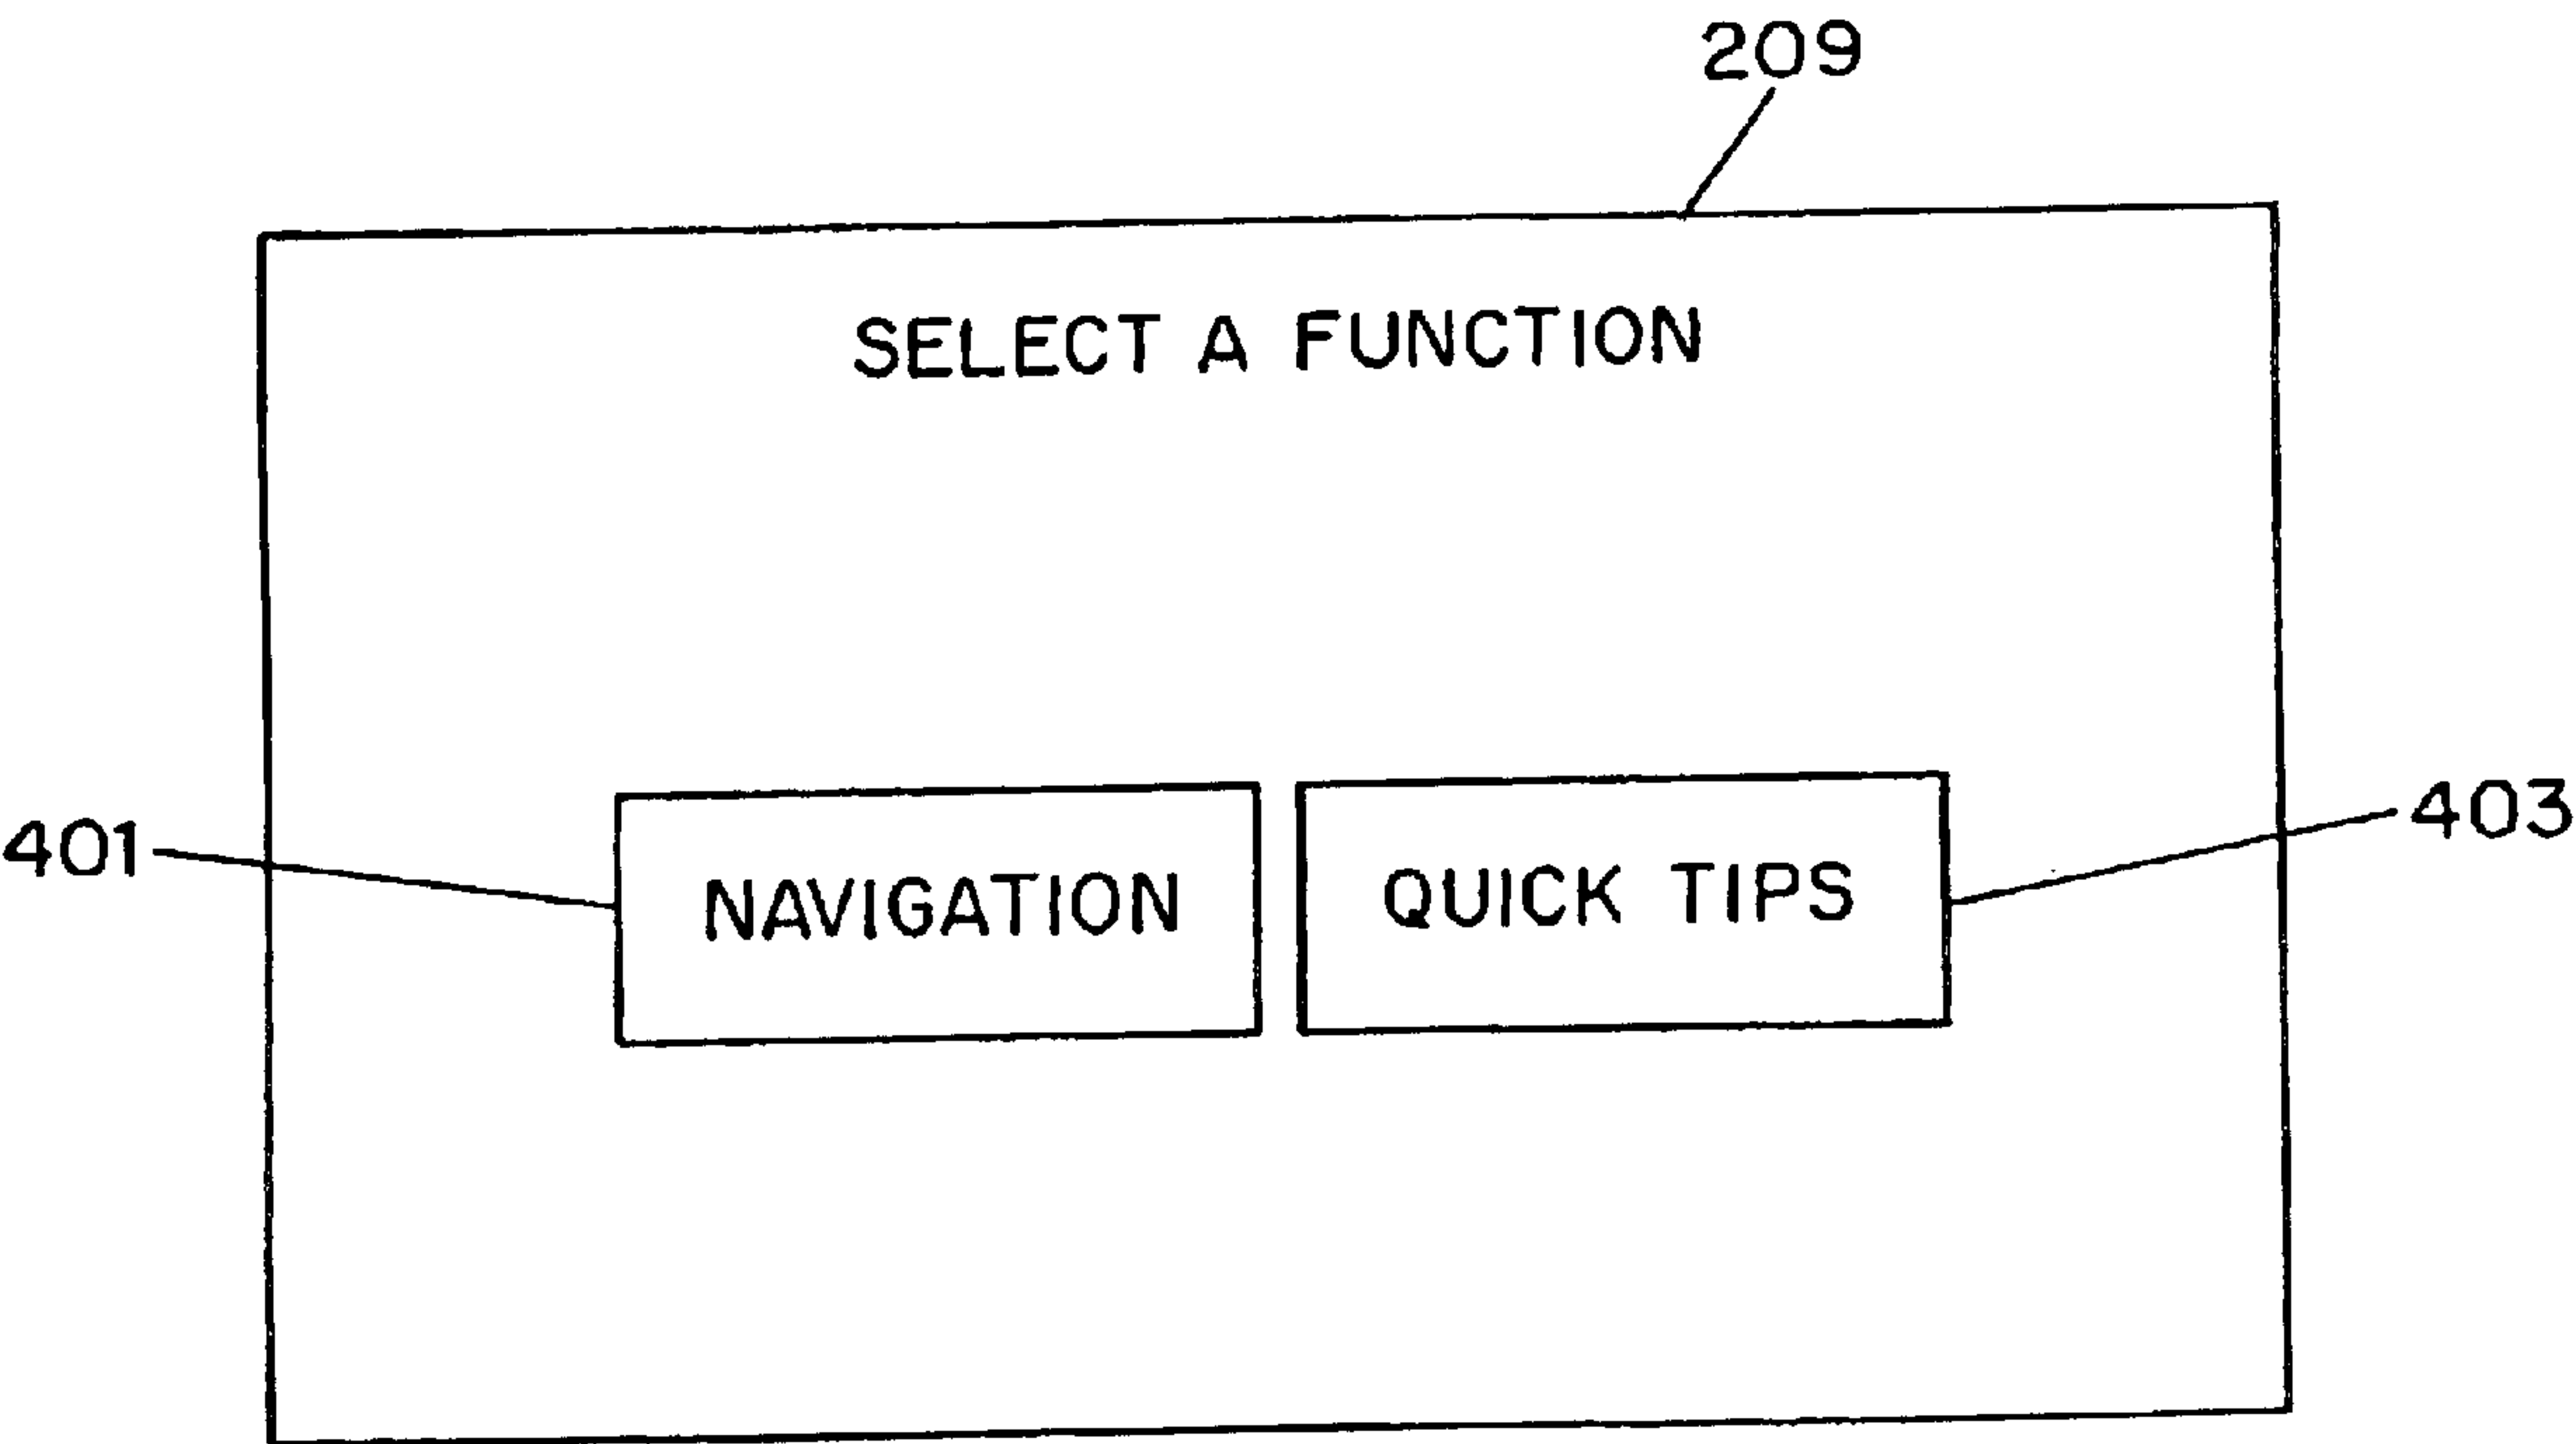 209
SELECT A FUNCTION
401
NAVIGATION
QUICK TIPS
403